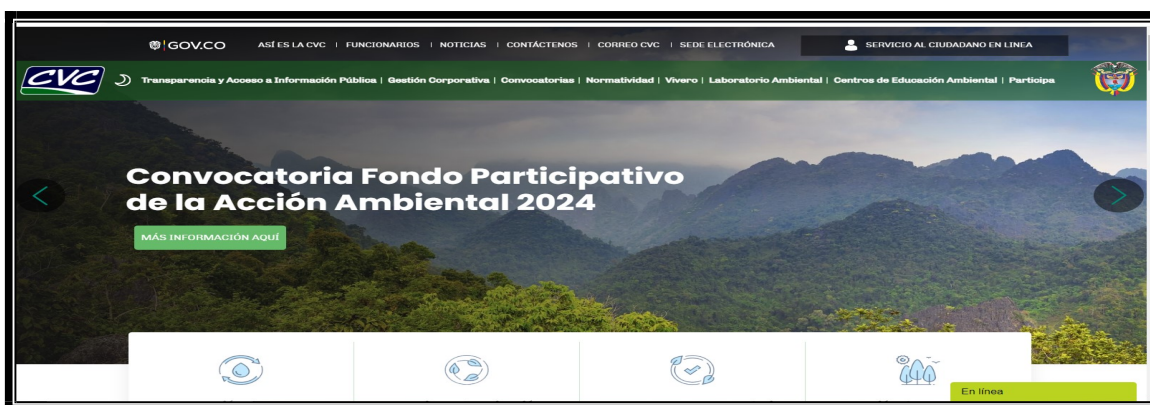 GOV.CO
ASÍ ES LA CVC | FUNCIONARIOS | NOTICIAS | CONTÁCTENOS | CORREO CVC | SEDE ELECTRÓNICA
SERVICIO AL CIUDADANO EN LINEA
CVC
Transparencia y Acceso a Información Pública | Gestión Corporativa | Convocatorias | Normatividad | Vivero | Laboratorio Ambiental | Centros de Educación Ambiental | Participa
Convocatoria Fondo Participativo
de la Acción Ambiental 2024
MÁS INFORMACIÓN AQUÍ
En línea